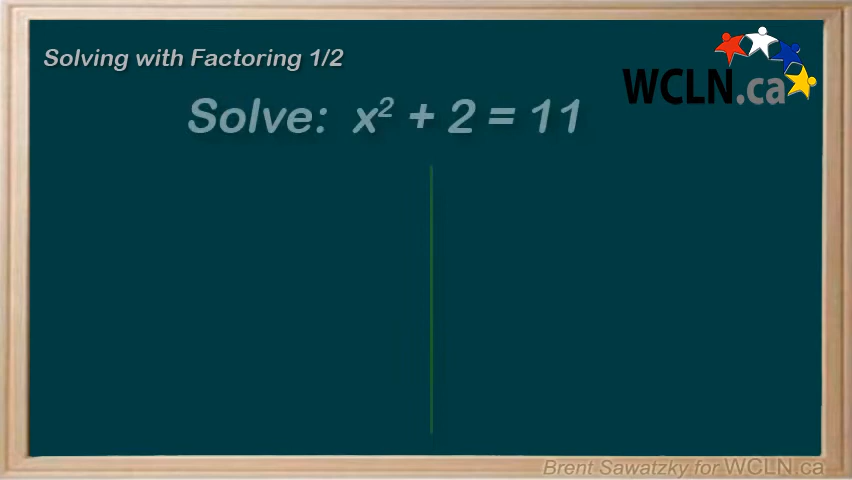 Solving with Factoring 1/2
WCLN.ca
Solve: x² + 2 = 11
Brent Sawatzky for WCLN.ca